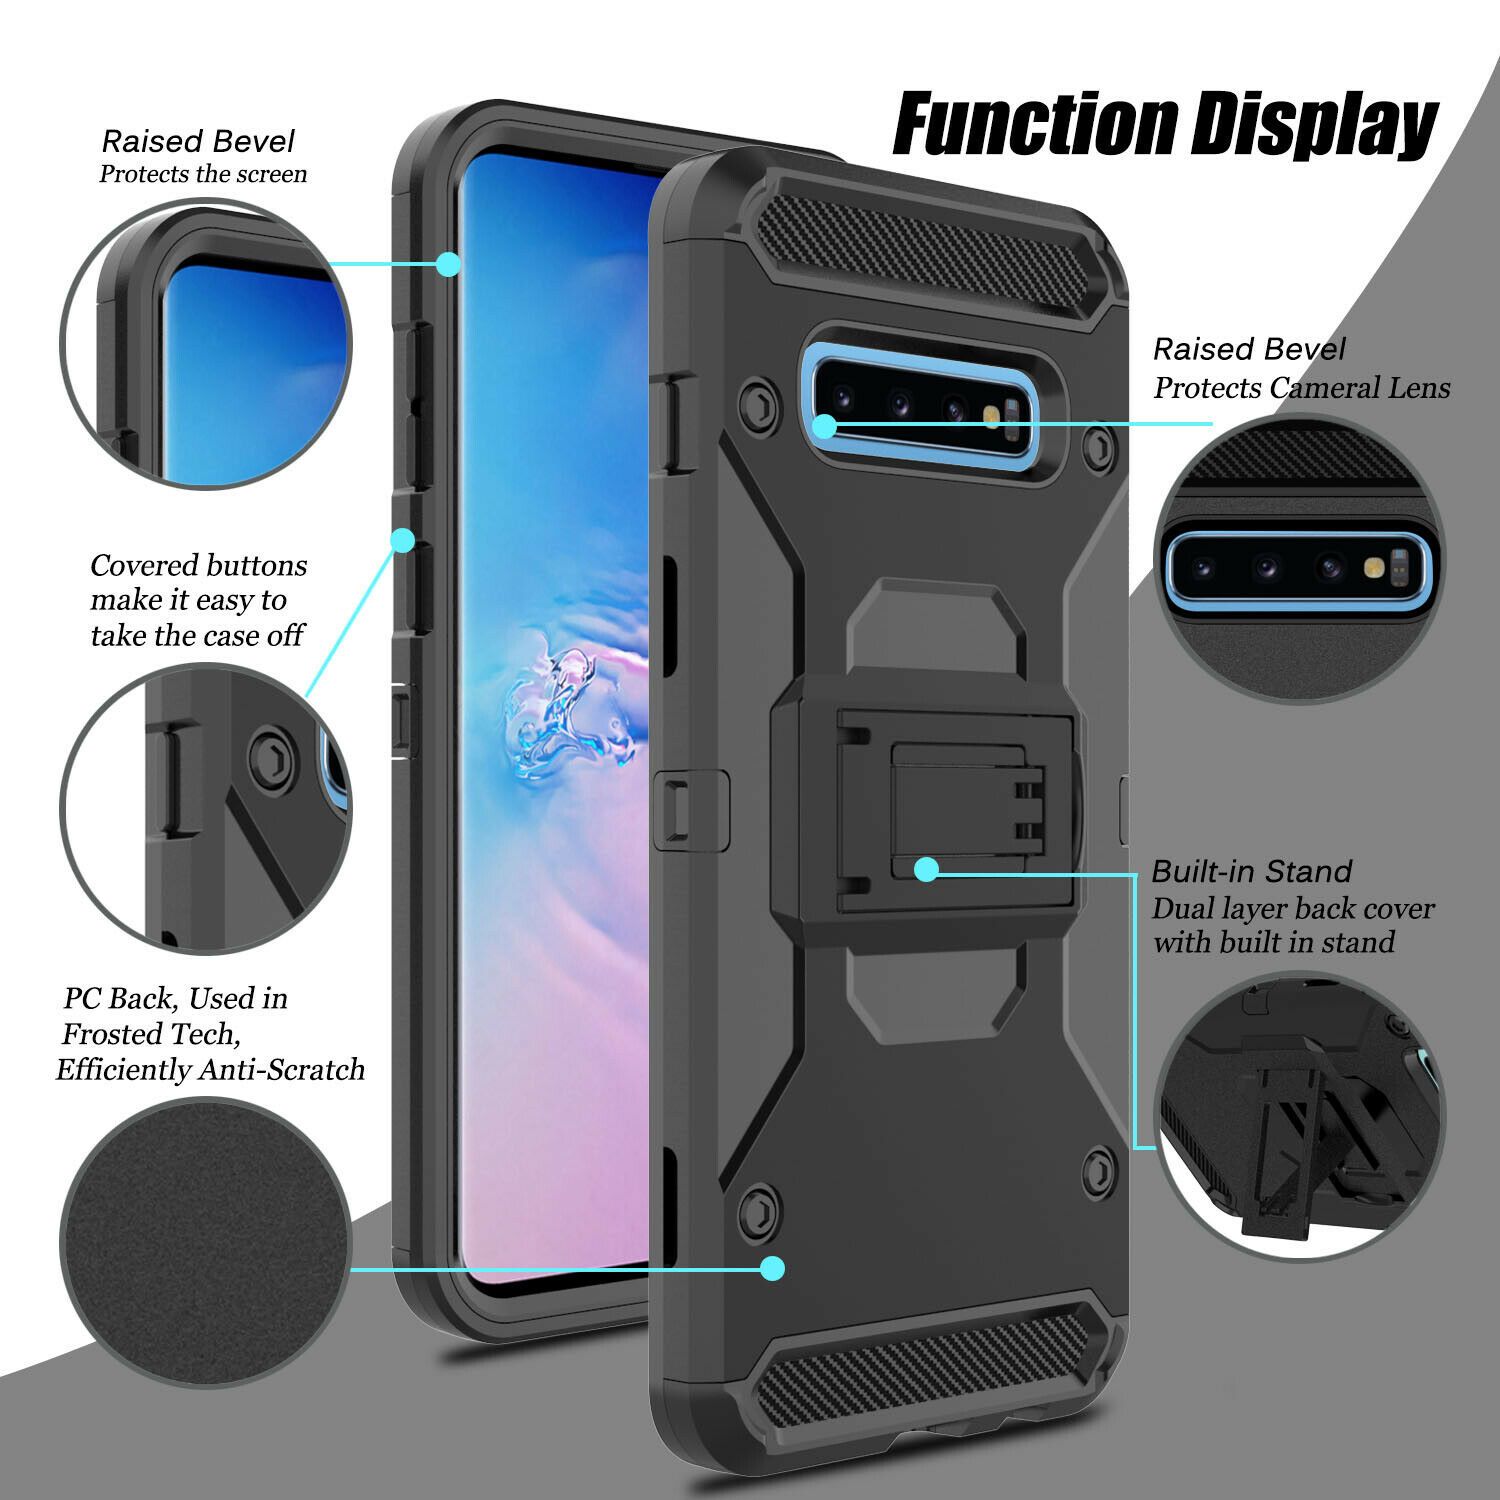 Function Display
Raised Bevel
Protects the screen
Raised Bevel
Protects Cameral Lens
Covered buttons
make it easy to
take the case off
Built-in Stand
Dual layer back cover
with built in stand
PC Back, Used in
Frosted Tech,
Efficiently Anti-Scratch